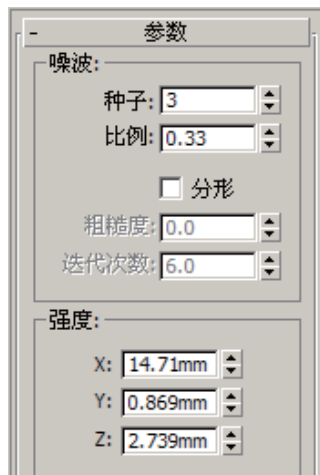 - 参数
噪波:
种子: 3
比例: 0.33
分形
粗糙度: 0.0
迭代次数: 6.0
强度:
X: 14.71mm
Y: 0.869mm
Z: 2.739mm